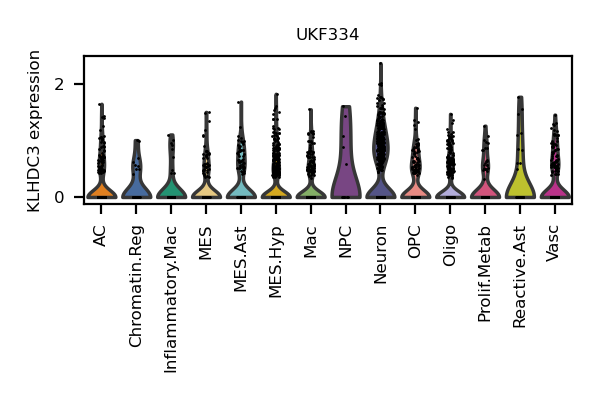 UKF334
KLHDC3 expression
2
0
AC
Chromatin.Reg
Inflammatory.Mac
MES
MES.Ast
MES.Hyp
Mac
NPC
Neuron
OPC
Oligo
Prolif.Metab
Reactive.Ast
Vasc